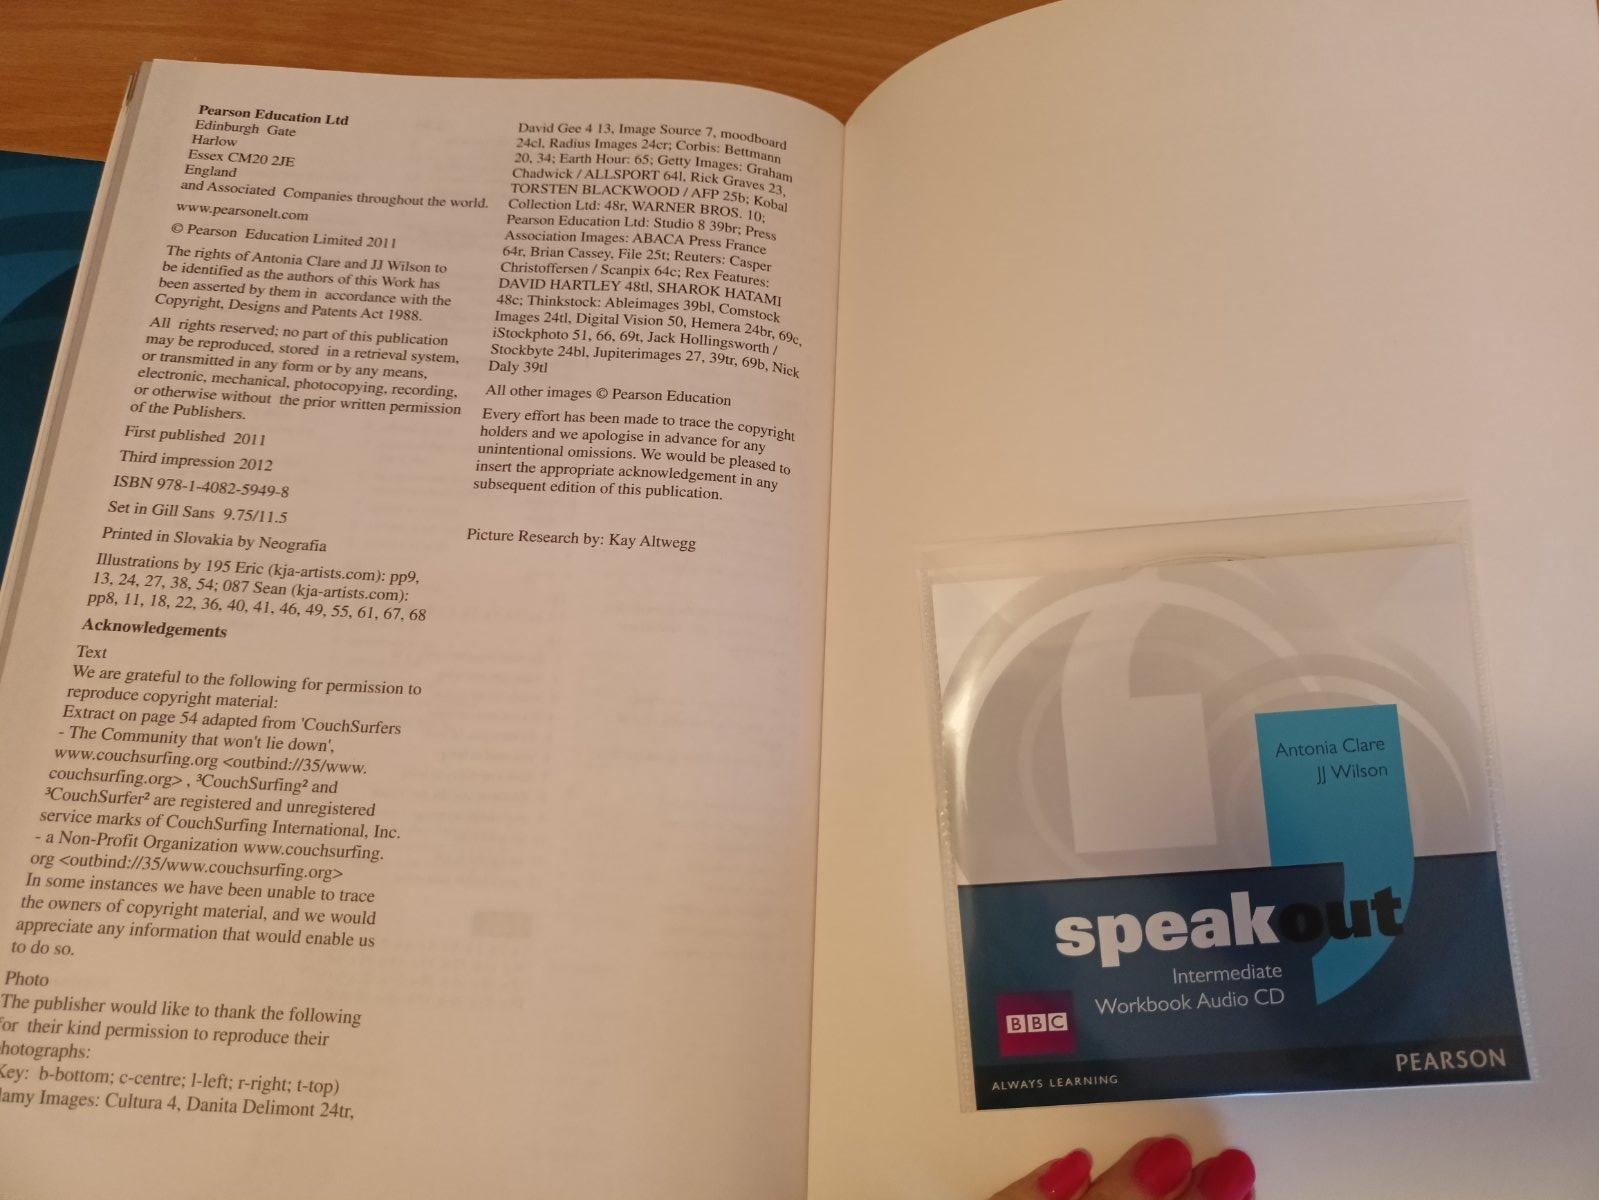 Pearson Education Ltd
Edinburgh Gate
Harlow
Essex CM20 2JE
England
and Associated Companies throughout the world.
www.pearsonelt.com
© Pearson Education Limited 2011
The rights of Antonia Clare and JJ Wilson to
be identified as the authors of this Work has
been asserted by them in accordance with the
Copyright, Designs and Patents Act 1988.
All rights reserved; no part of this publication
may be reproduced, stored in a retrieval system,
or transmitted in any form or by any means,
electronic, mechanical, photocopying, recording,
or otherwise without the prior written permission
of the Publishers.
First published 2011
Third impression 2012
ISBN 978-1-4082-5949-8
Set in Gill Sans 9.75/11.5
Printed in Slovakia by Neografia
Illustrations by 195 Eric (kja-artists.com): pp9,
13, 24, 27, 38, 54; 087 Sean (kja-artists.com):
pp8, 11, 18, 22, 36, 40, 41, 46, 49, 55, 61, 67, 68
Acknowledgements
Text
We are grateful to the following for permission to
reproduce copyright material:
Extract on page 54 adapted from 'CouchSurfers
- The Community that won't lie down',
www.couchsurfing.org <outbind://35/www.
couchsurfing.org> , ³CouchSurfing² and
³CouchSurfer² are registered and unregistered
service marks of CouchSurfing International, Inc.
- a Non-Profit Organization www.couchsurfing.
org <outbind://35/www.couchsurfing.org>
In some instances we have been unable to trace
the owners of copyright material, and we would
appreciate any information that would enable us
to do so.
Photo
The publisher would like to thank the following
for their kind permission to reproduce their
hotographs:
Key: b-bottom; c-centre; l-left; r-right; t-top)
lamy Images: Cultura 4, Danita Delimont 24tr,
David Gee 4 13, Image Source 7, moodboard
24cl, Radius Images 24cr; Corbis: Bettmann
20, 34; Earth Hour: 65; Getty Images: Graham
Chadwick / ALLSPORT 64l, Rick Graves 23,
TORSTEN BLACKWOOD / AFP 25b; Kobal
Collection Ltd: 48r, WARNER BROS. 10;
Pearson Education Ltd: Studio 8 39br; Press
Association Images: ABACA Press France
64r, Brian Cassey, File 25t; Reuters: Casper
Christoffersen / Scanpix 64c; Rex Features:
DAVID HARTLEY 48tl, SHAROK HATAMI
48c; Thinkstock: Ableimages 39bl, Comstock
Images 24tl, Digital Vision 50, Hemera 24br, 69c,
iStockphoto 51, 66, 69t, Jack Hollingsworth /
Stockbyte 24bl, Jupiterimages 27, 39tr, 69b, Nick
Daly 39tl
All other images © Pearson Education
Every effort has been made to trace the copyright
holders and we apologise in advance for any
unintentional omissions. We would be pleased to
insert the appropriate acknowledgement in any
subsequent edition of this publication.
Picture Research by: Kay Altwegg
Antonia Clare
JJ Wilson
speakout
Intermediate
Workbook Audio CD
BBC
ALWAYS LEARNING
PEARSON